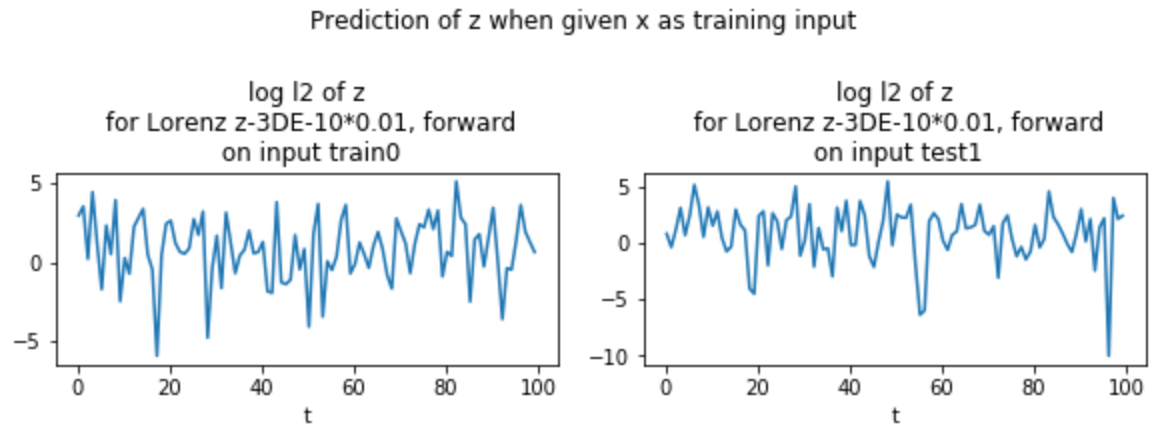 Prediction of z when given x as training input
log l2 of z
for Lorenz z-3DE-10*0.01, forward
on input train0
5
0
−5
0 20 40 60 80 100
t
log l2 of z
for Lorenz z-3DE-10*0.01, forward
on input test1
5
0
−5
−10
0 20 40 60 80 100
t